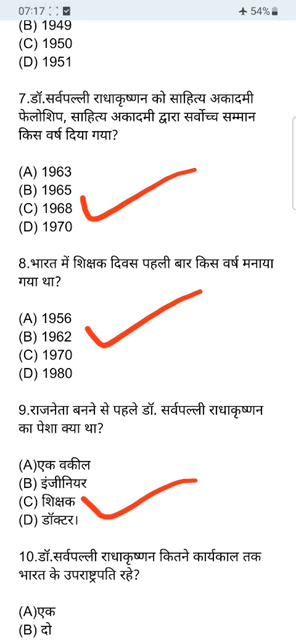 07:17
54%
(B) 1949
(C) 1950
(D) 1951
7.डॉ.सर्वपल्ली राधाकृष्णन को साहित्य अकादमी
फेलोशिप, साहित्य अकादमी द्वारा सर्वोच्च सम्मान
किस वर्ष दिया गया?
(A) 1963
(B) 1965
(C) 1968
(D) 1970
8.भारत में शिक्षक दिवस पहली बार किस वर्ष मनाया
गया था?
(A) 1956
(B) 1962
(C) 1970
(D) 1980
9.राजनेता बनने से पहले डॉ. सर्वपल्ली राधाकृष्णन
का पेशा क्या था?
(A)एक वकील
(B) इंजीनियर
(C) शिक्षक
(D) डॉक्टर।
10.डॉ.सर्वपल्ली राधाकृष्णन कितने कार्यकाल तक
भारत के उपराष्ट्रपति रहे?
(A)एक
(B) दो